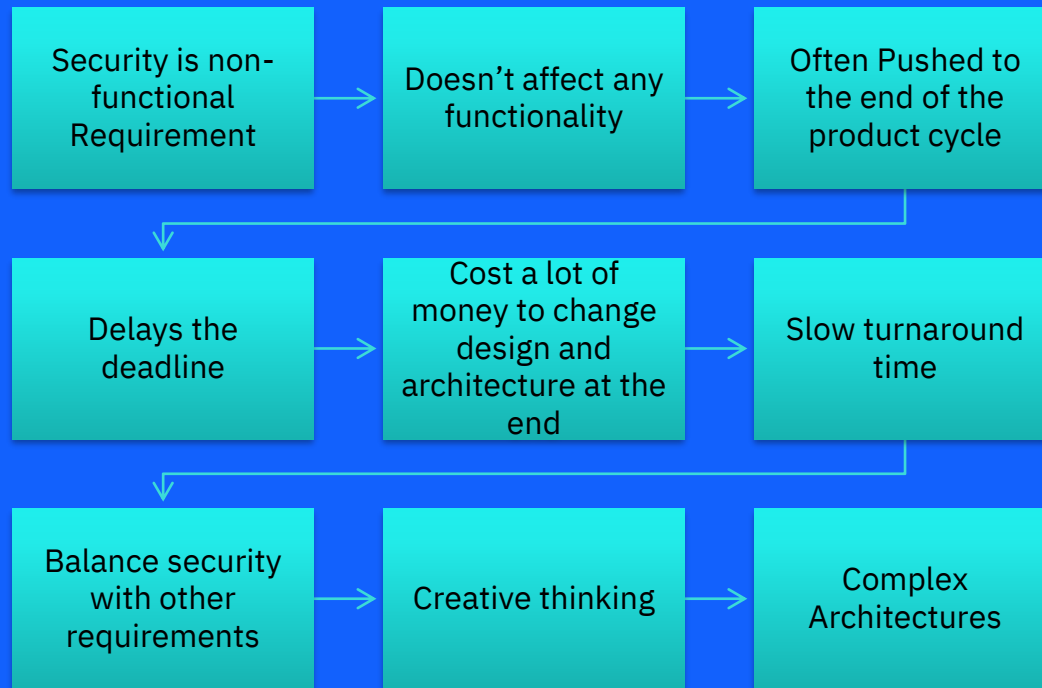 Security is non-
functional
Requirement
Doesn’t affect any
functionality
Often Pushed to
the end of the
product cycle
Delays the
deadline
Cost a lot of
money to change
design and
architecture at the
end
Slow turnaround
time
Balance security
with other
requirements
Creative thinking
Complex
Architectures